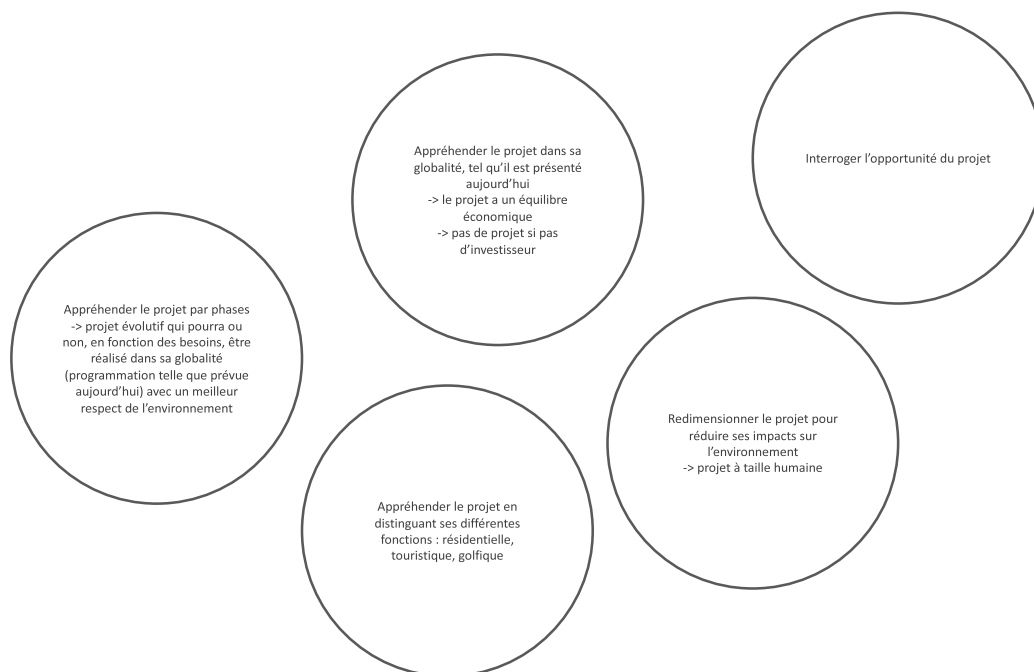 Appréhender le projet dans sa
globalité, tel qu’il est présenté
aujourd’hui
-> le projet a un équilibre
économique
-> pas de projet si pas
d’investisseur
Interroger l’opportunité du projet
Appréhender le projet par phases
-> projet évolutif qui pourra ou
non, en fonction des besoins, être
réalisé dans sa globalité
(programmation telle que prévue
aujourd’hui) avec un meilleur
respect de l’environnement
Redimensionner le projet pour
réduire ses impacts sur
l’environnement
-> projet à taille humaine
Appréhender le projet en
distinguant ses différentes
fonctions : résidentielle,
touristique, golfique